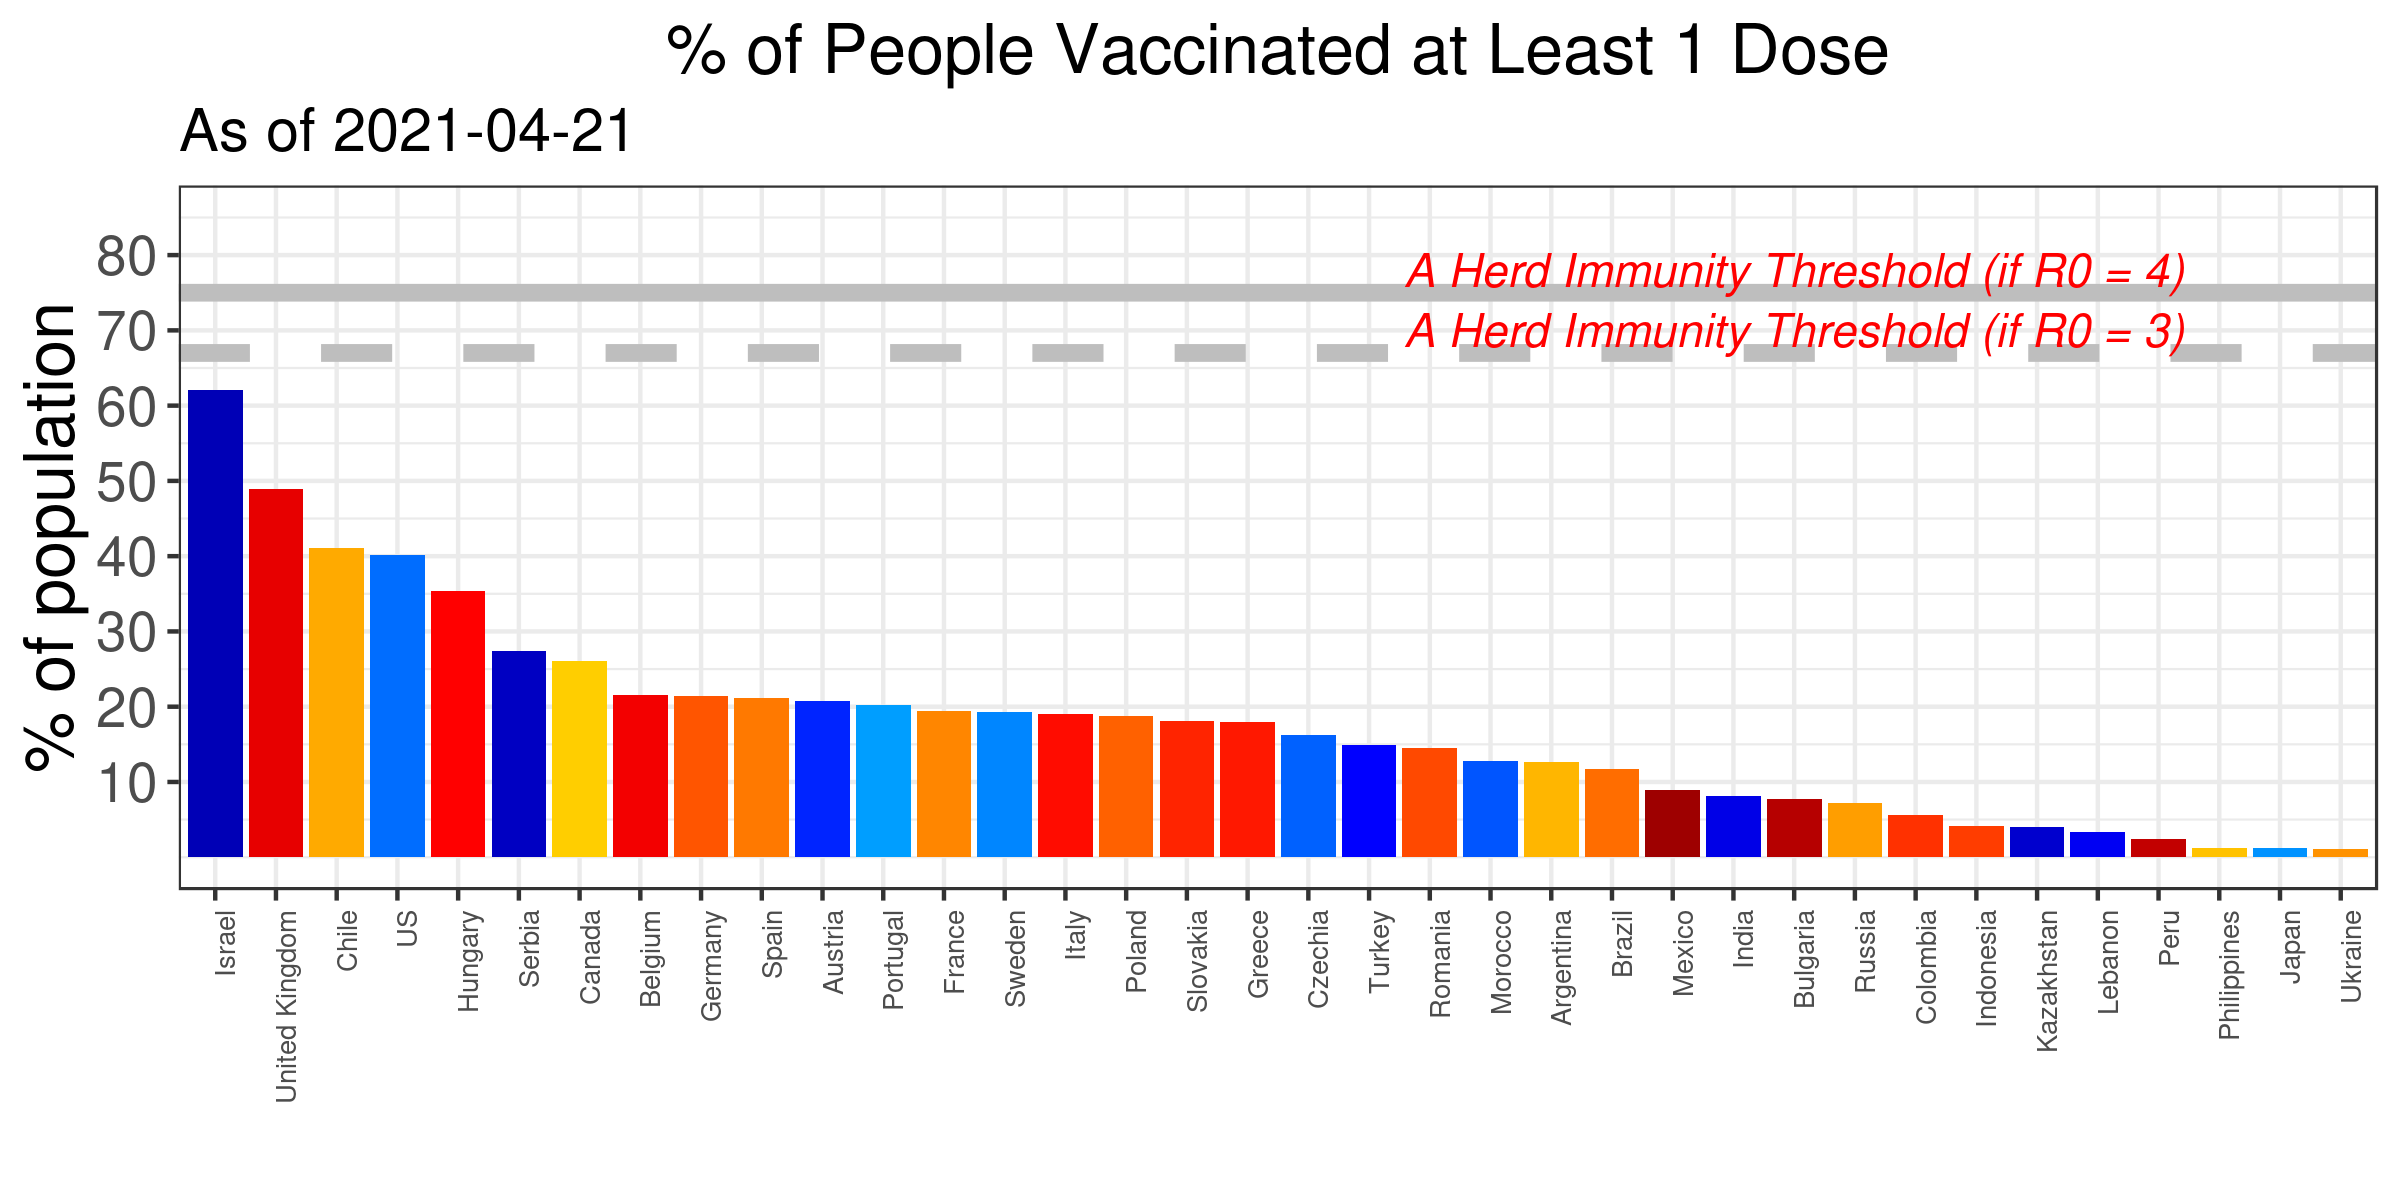 % of People Vaccinated at Least 1 Dose
As of 2021-04-21
% of population
80
70
60
50
40
30
20
10
A Herd Immunity Threshold (if R0 = 4)
A Herd Immunity Threshold (if R0 = 3)
Israel
United Kingdom
Chile
US
Hungary
Serbia
Canada
Belgium
Germany
Spain
Austria
Portugal
France
Sweden
Italy
Poland
Slovakia
Greece
Czechia
Turkey
Romania
Morocco
Argentina
Brazil
Mexico
India
Bulgaria
Russia
Colombia
Indonesia
Kazakhstan
Lebanon
Peru
Philippines
Japan
Ukraine